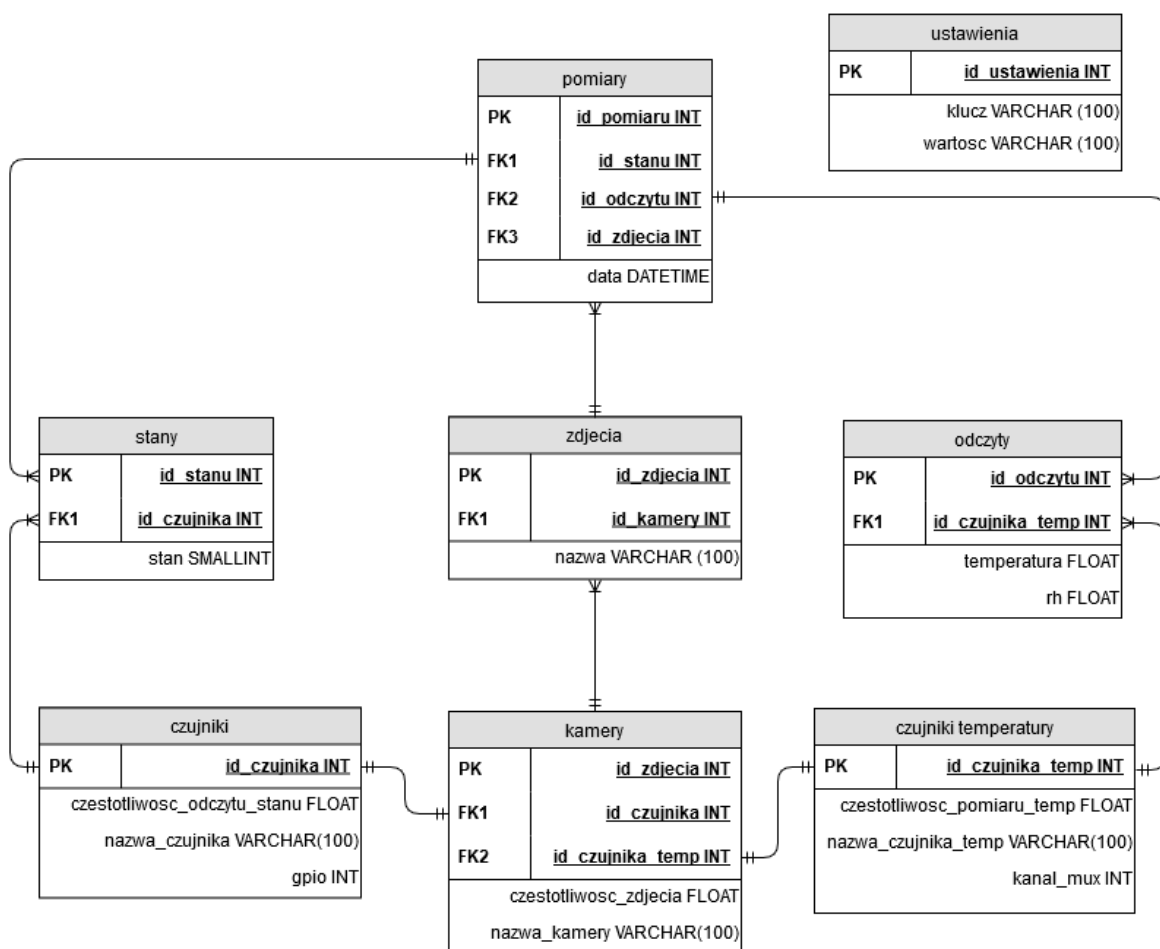 ustawienia
PK id_ustawienia INT
klucz VARCHAR (100)
wartosc VARCHAR (100)
pomiary
PK id_pomiaru INT
FK1 id_stanu INT
FK2 id_odczytu INT
FK3 id_zdjecia INT
data DATETIME
stany
PK id_stanu INT
FK1 id_czujnika INT
stan SMALLINT
zdjecia
PK id_zdjecia INT
FK1 id_kamery INT
nazwa VARCHAR (100)
odczyty
PK id_odczytu INT
FK1 id_czujnika_temp INT
temperatura FLOAT
rh FLOAT
czujniki
PK id_czujnika INT
czestotliwosc_odczytu_stanu FLOAT
nazwa_czujnika VARCHAR(100)
gpio INT
kamery
PK id_zdjecia INT
FK1 id_czujnika INT
FK2 id_czujnika_temp INT
czestotliwosc_zdjecia FLOAT
nazwa_kamery VARCHAR(100)
czujniki temperatury
PK id_czujnika_temp INT
czestotliwosc_pomiaru_temp FLOAT
nazwa_czujnika_temp VARCHAR(100)
kanal_mux INT